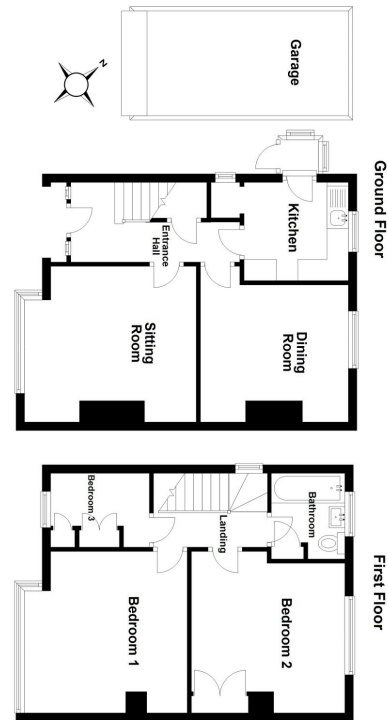 Ground Floor
Garage
Kitchen
Dining
Room
Entrance
Hall
Sitting
Room
N
First Floor
Bathroom
Bedroom 2
Landing
Bedroom 3
Bedroom 1